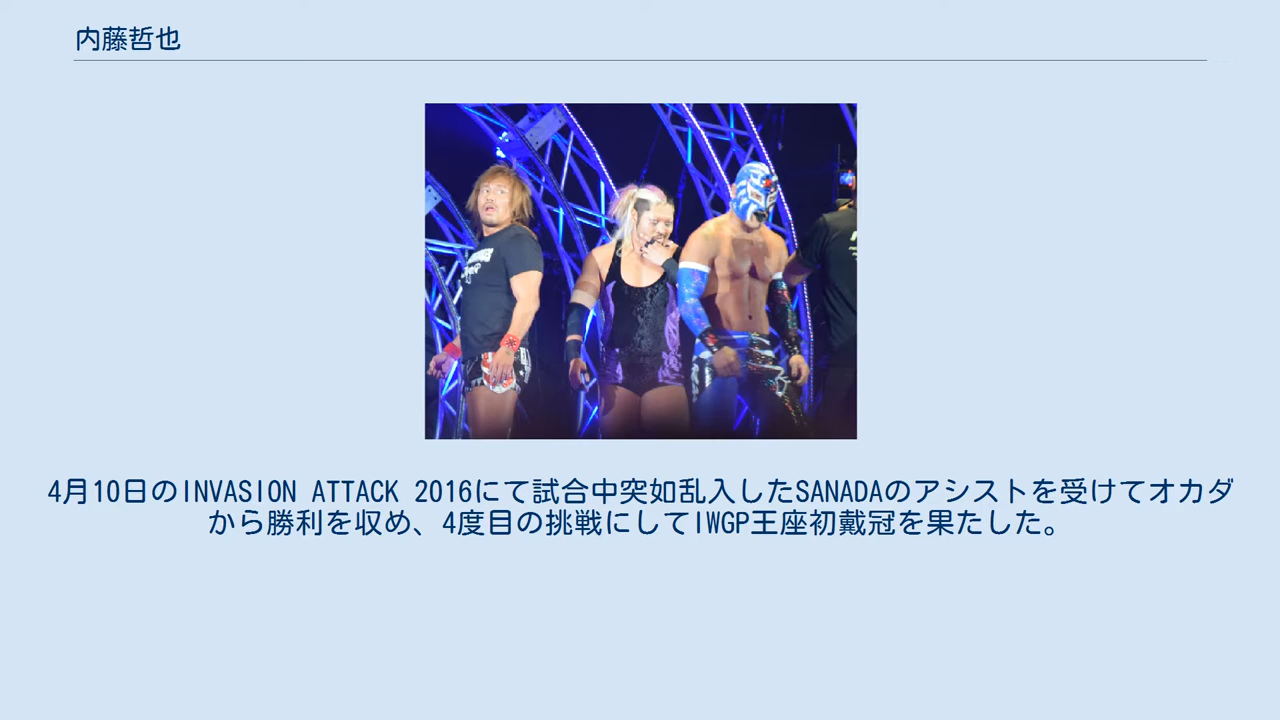 内藤哲也
4月10日のINVASION ATTACK 2016にて試合中突如乱入したSANADAのアシストを受けてオカダ
から勝利を収め、4度目の挑戦にしてIWGP王座初戴冠を果たした。